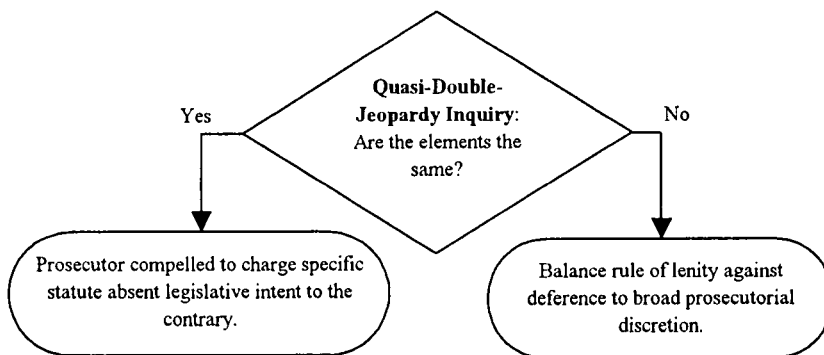 Quasi-Double-
Jeopardy Inquiry:
Are the elements the
same?
Yes
No
Prosecutor compelled to charge specific
statute absent legislative intent to the
contrary.
Balance rule of lenity against
deference to broad prosecutorial
discretion.